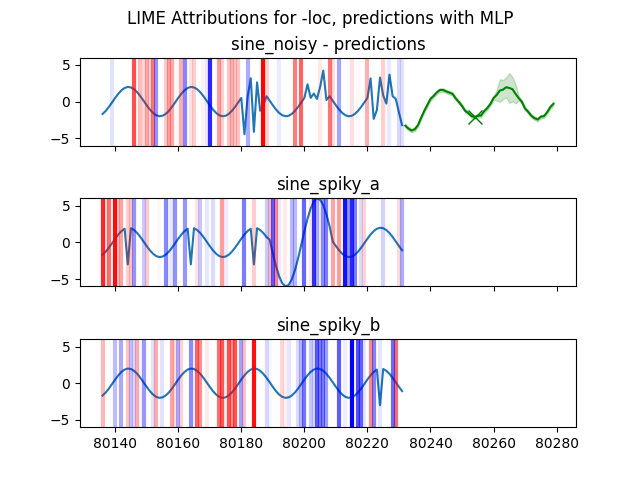 LIME Attributions for -loc, predictions with MLP
sine_noisy - predictions
5
0
−5
sine_spiky_a
5
0
−5
sine_spiky_b
5
0
−5
80140 80160 80180 80200 80220 80240 80260 80280